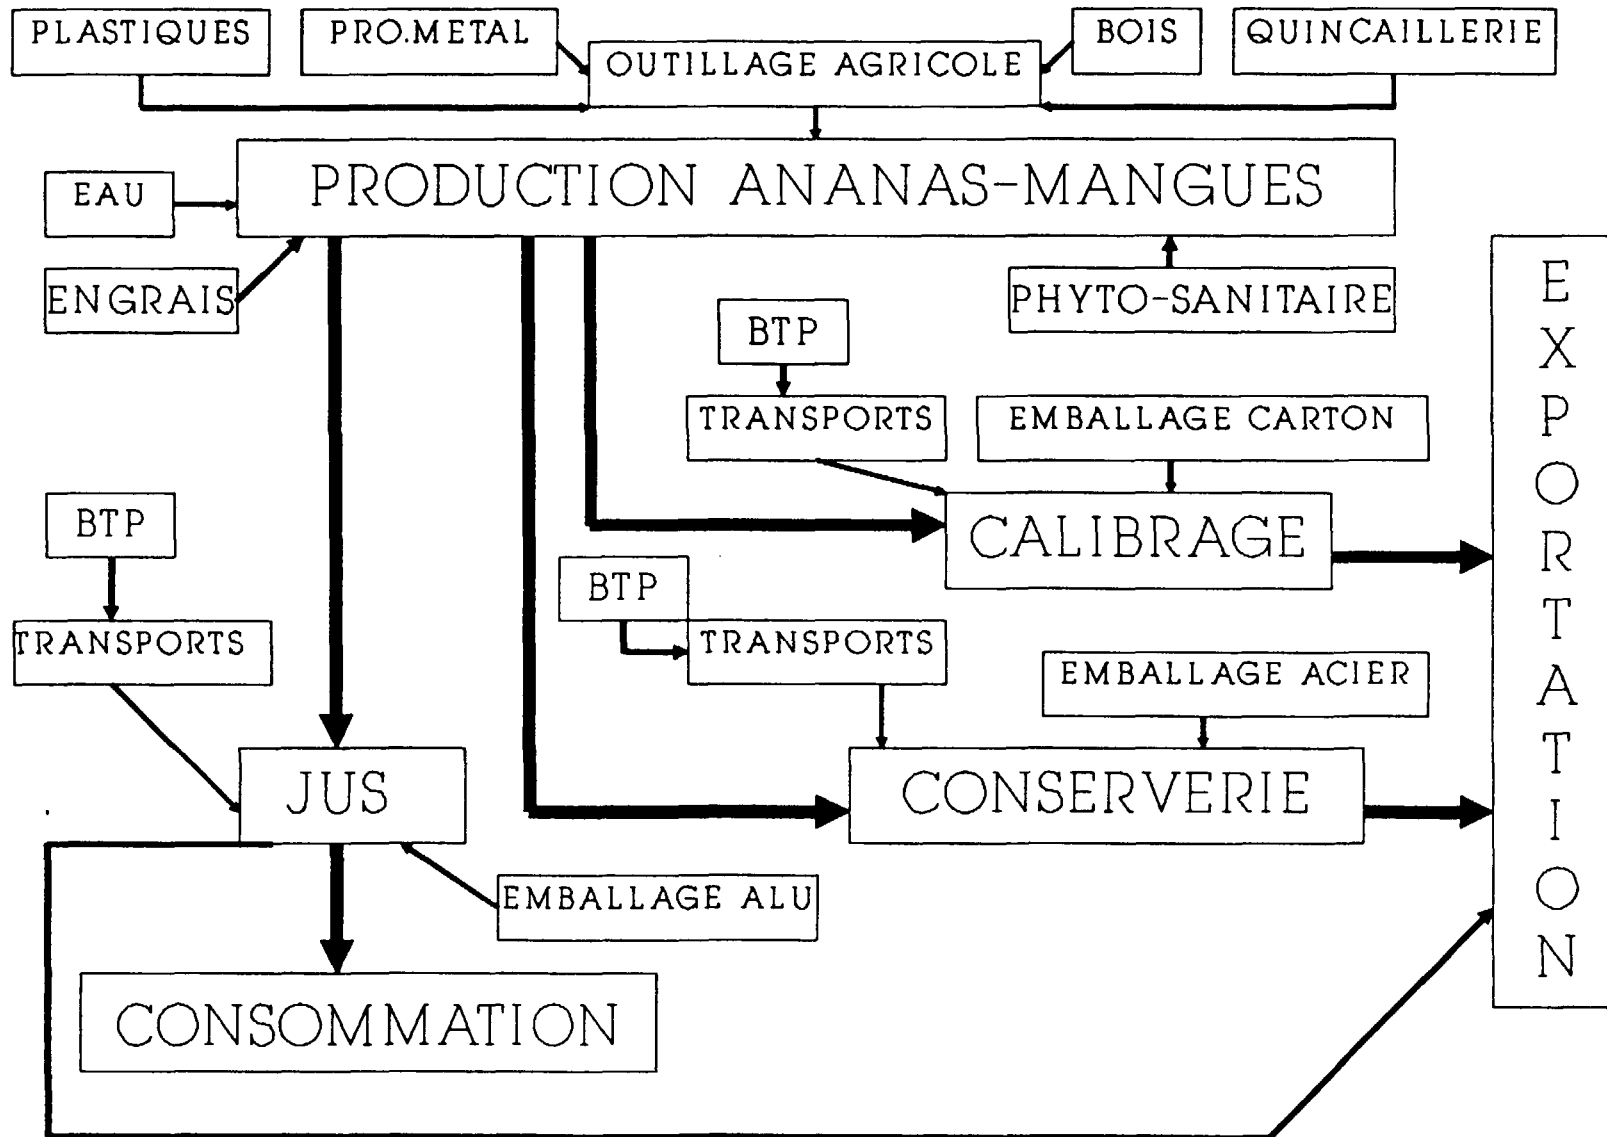 PLASTIQUES
PRO.METAL
OUTILLAGE AGRICOLE
BOIS
QUINCAILLERIE
PRODUCTION ANANAS-MANGUES
EAU
ENGRAIS
PHYTO-SANITAIRE
BTP
TRANSPORTS
EMBALLAGE CARTON
CALIBRAGE
BTP
TRANSPORTS
BTP
TRANSPORTS
EMBALLAGE ACIER
JUS
CONSERVERIE
EMBALLAGE ALU
CONSOMMATION
EXPORTATION